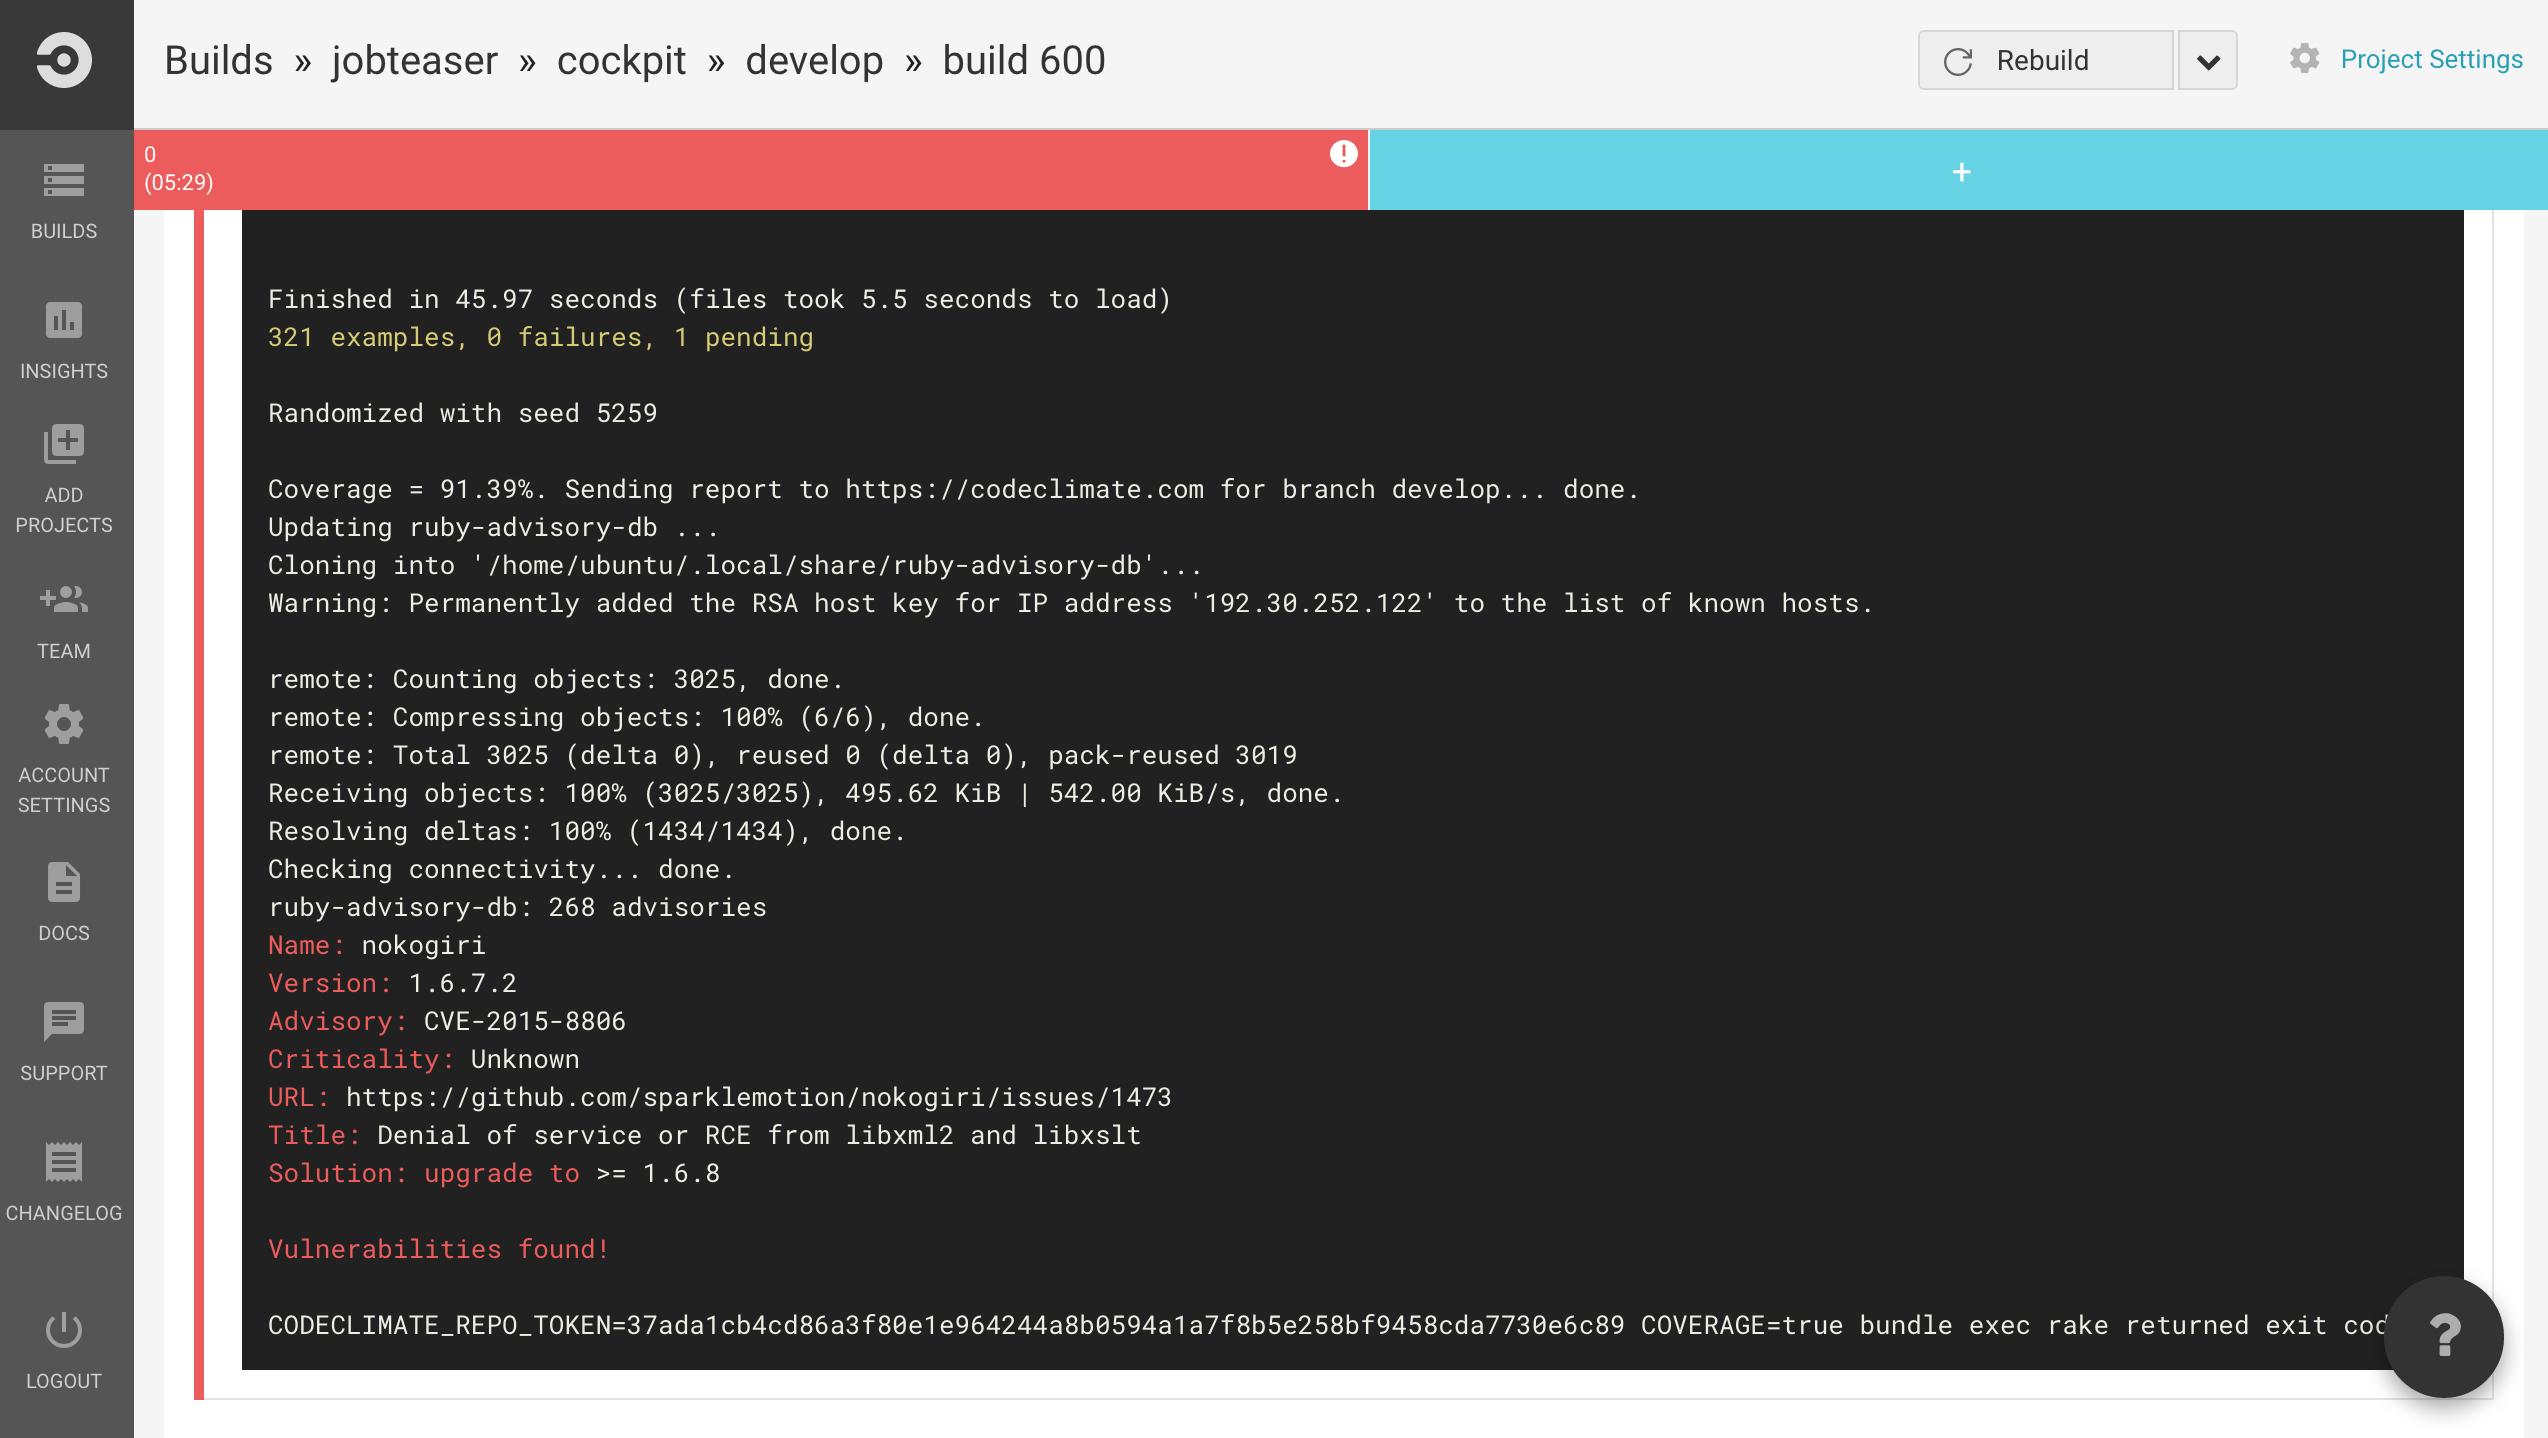 Builds » jobteaser » cockpit » develop » build 600
Rebuild
Project Settings
0
(05:29)
+
BUILDS
INSIGHTS
ADD
PROJECTS
TEAM
ACCOUNT
SETTINGS
DOCS
SUPPORT
CHANGELOG
LOGOUT
Finished in 45.97 seconds (files took 5.5 seconds to load)
321 examples, 0 failures, 1 pending
Randomized with seed 5259
Coverage = 91.39%. Sending report to https://codeclimate.com for branch develop... done.
Updating ruby-advisory-db ...
Cloning into '/home/ubuntu/.local/share/ruby-advisory-db'...
Warning: Permanently added the RSA host key for IP address '192.30.252.122' to the list of known hosts.
remote: Counting objects: 3025, done.
remote: Compressing objects: 100% (6/6), done.
remote: Total 3025 (delta 0), reused 0 (delta 0), pack-reused 3019
Receiving objects: 100% (3025/3025), 495.62 KiB | 542.00 KiB/s, done.
Resolving deltas: 100% (1434/1434), done.
Checking connectivity... done.
ruby-advisory-db: 268 advisories
Name: nokogiri
Version: 1.6.7.2
Advisory: CVE-2015-8806
Criticality: Unknown
URL: https://github.com/sparklemotion/nokogiri/issues/1473
Title: Denial of service or RCE from libxml2 and libxslt
Solution: upgrade to >= 1.6.8
Vulnerabilities found!
CODECLIMATE_REPO_TOKEN=37ada1cb4cd86a3f80e1e964244a8b0594a1a7f8b5e258bf9458cda7730e6c89 COVERAGE=true bundle exec rake returned exit
?